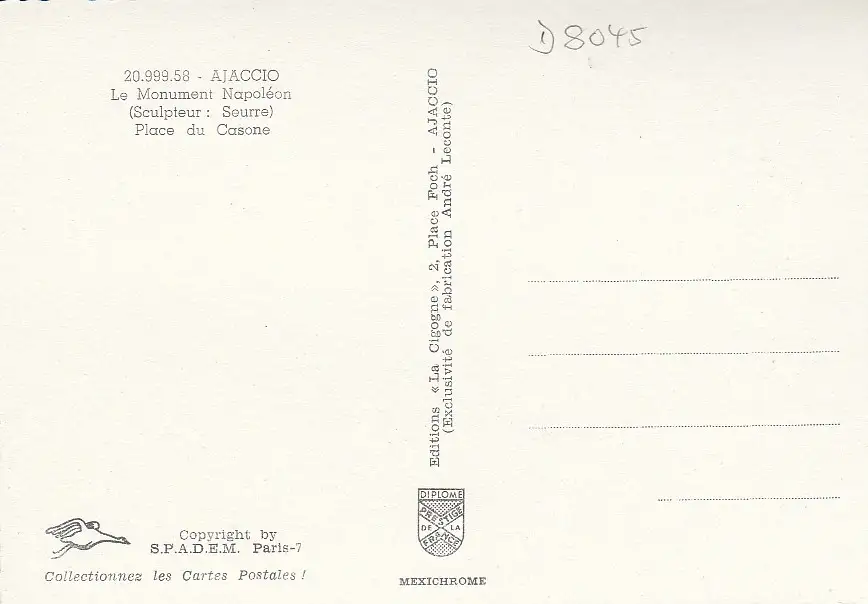 D 8045
20.999.58 - AJACCIO
Le Monument Napoléon
(Sculpteur : Seurre)
Place du Casone
Editions « La Cigogne », 2, Place Foch - AJACCIO
(Exclusivité de fabrication André Leconte)
DIPLOME
PRESTIGE
DE LA
FRANCE
Copyright by
S.P.A.D.E.M. Paris-7
Collectionnez les Cartes Postales !
MEXICHROME